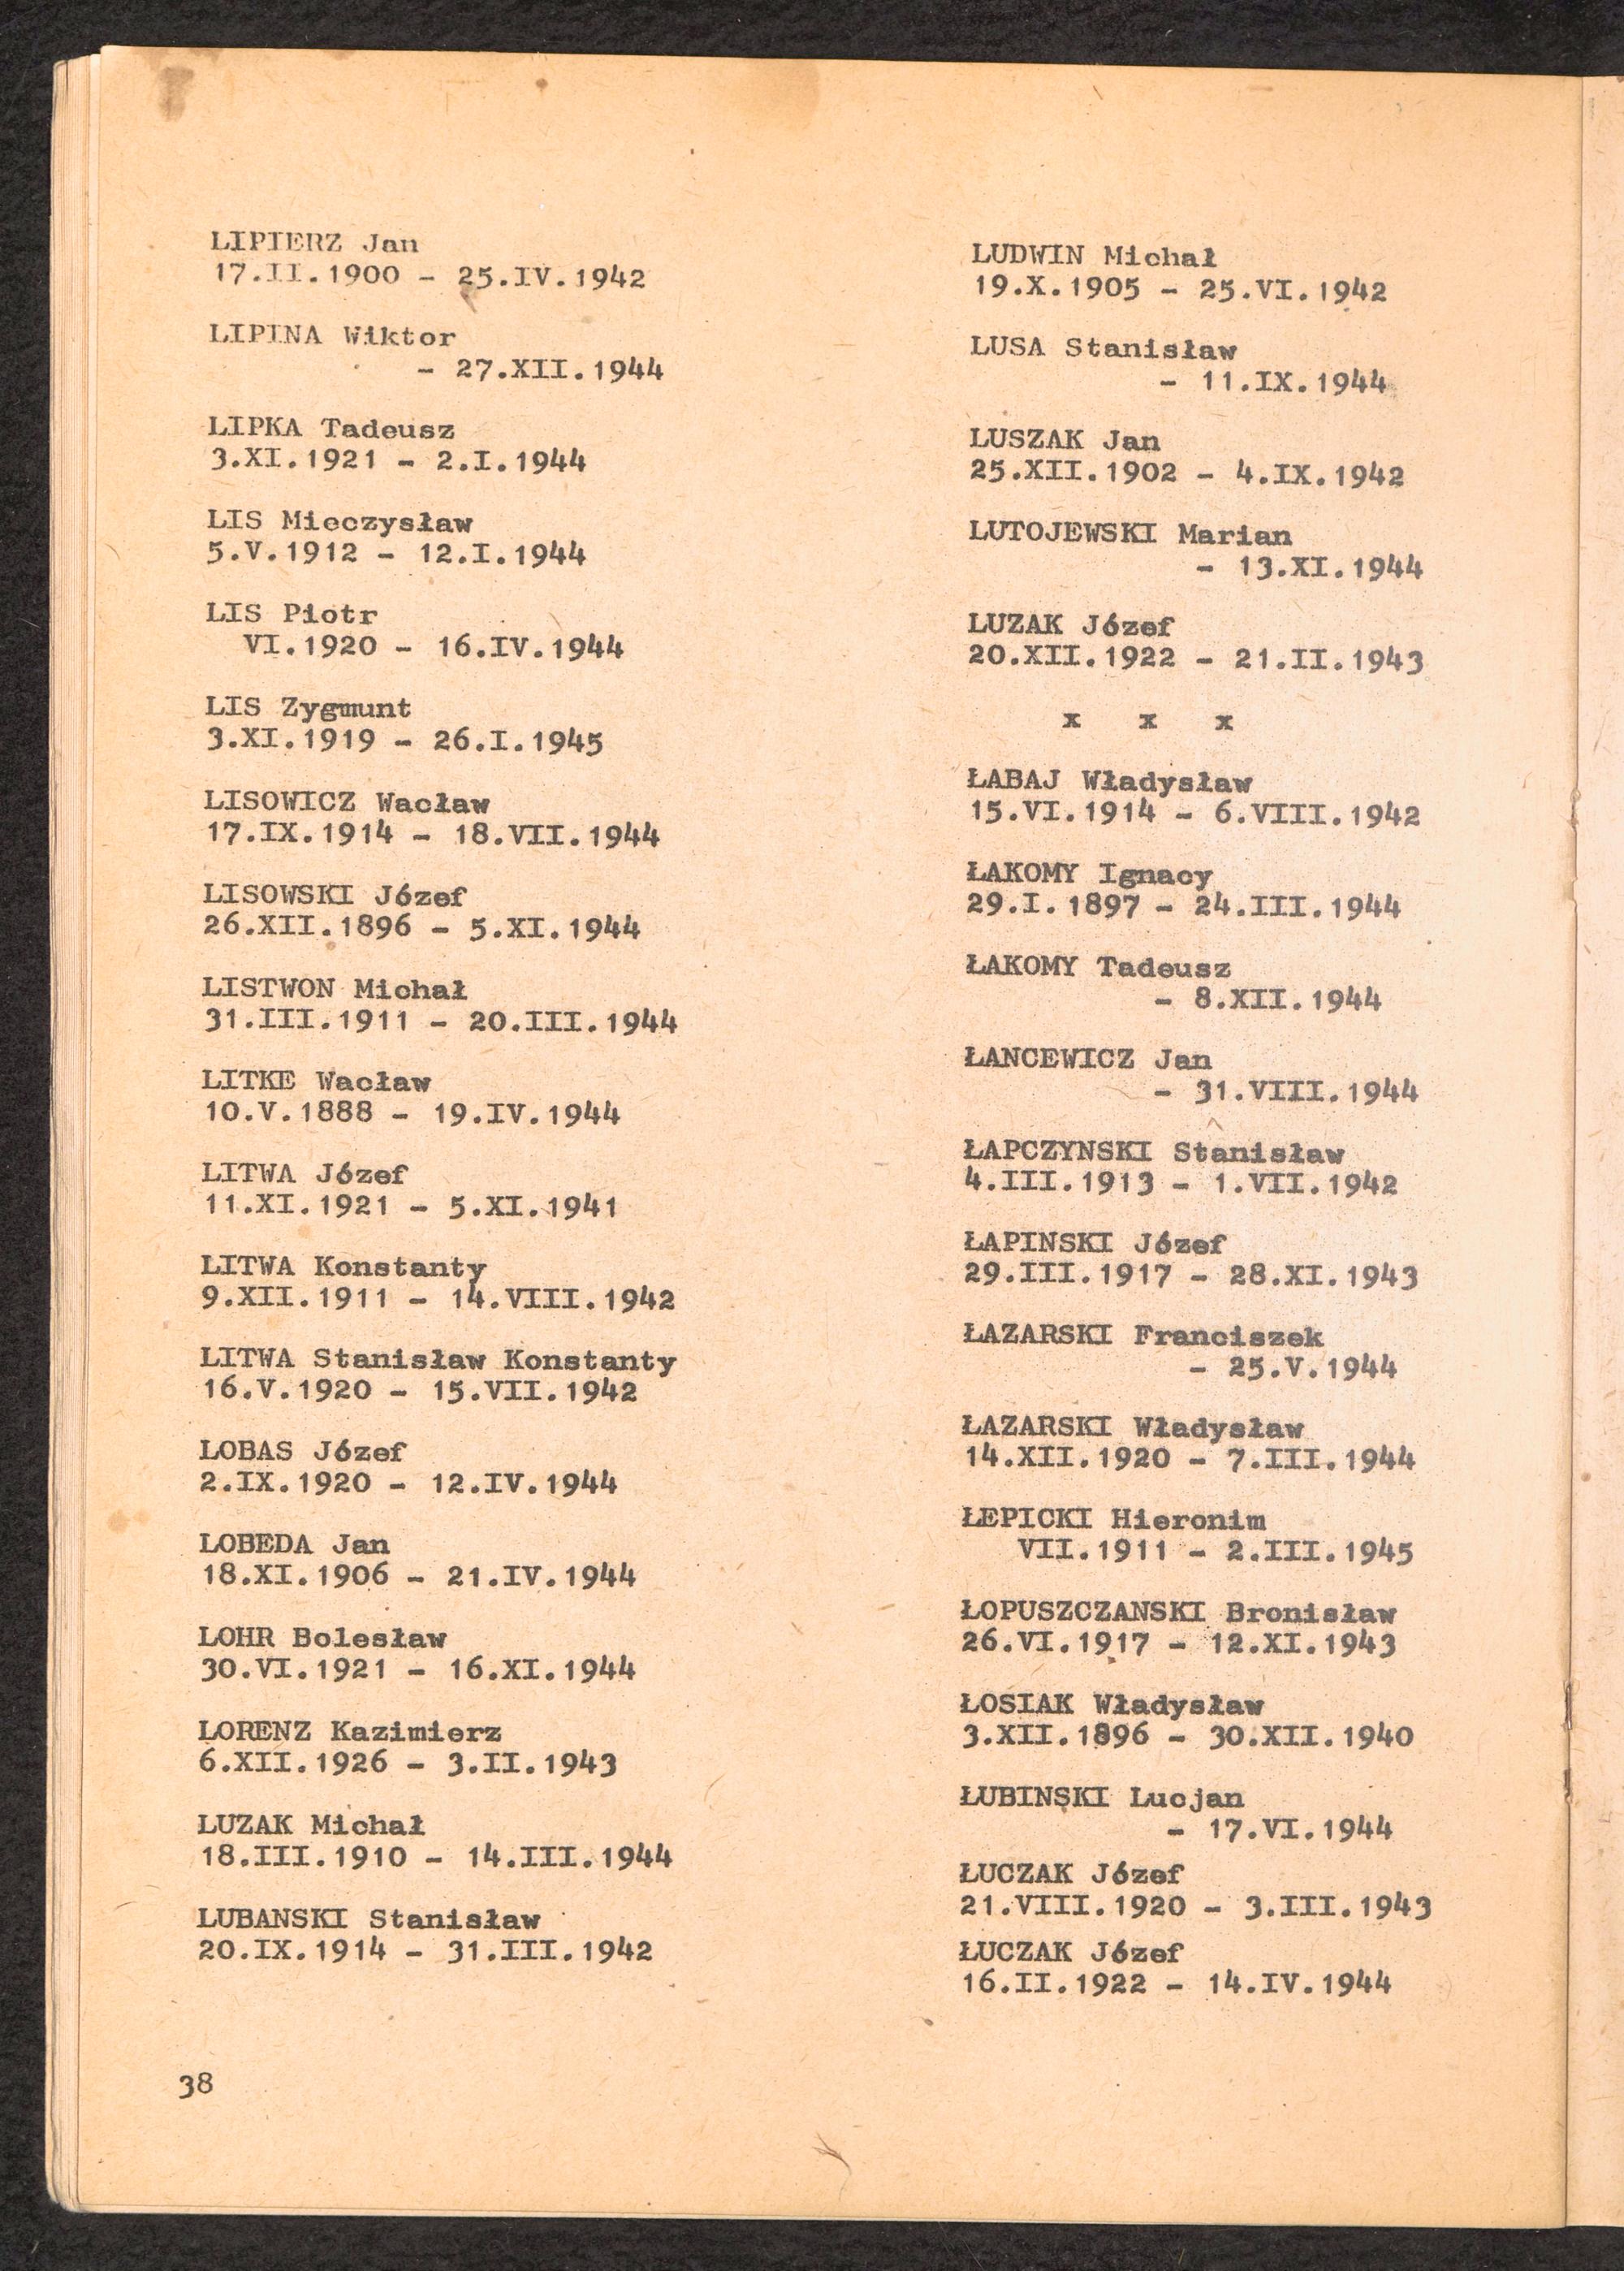 LIPIERZ Jan
17.II.1900 - 25.IV.1942
LIPINA Wiktor
- 27.XII.1944
LIPKA Tadeusz
3.XI.1921 - 2.I.1944
LIS Mieczysław
5.V.1912 - 12.I.1944
LIS Piotr
VI.1920 - 16.IV.1944
LIS Zygmunt
3.XI.1919 - 26.I.1945
LISOWICZ Wacław
17.IX.1914 - 18.VII.1944
LISOWSKI Józef
26.XII.1896 - 5.XI.1944
LISTWON Michał
31.III.1911 - 20.III.1944
LITKE Wacław
10.V.1888 - 19.IV.1944
LITWA Józef
11.XI.1921 - 5.XI.1941
LITWA Konstanty
9.XII.1911 - 14.VIII.1942
LITWA Stanisław Konstanty
16.V.1920 - 15.VII.1942
LOBAS Józef
2.IX.1920 - 12.IV.1944
LOBEDA Jan
18.XI.1906 - 21.IV.1944
LOHR Bolesław
30.VI.1921 - 16.XI.1944
LORENZ Kazimierz
6.XII.1926 - 3.II.1943
LUZAK Michał
18.III.1910 - 14.III.1944
LUBANSKI Stanisław
20.IX.1914 - 31.III.1942
38
LUDWIN Michał
19.X.1905 - 25.VI.1942
LUSA Stanisław
- 11.IX.1944
LUSZAK Jan
25.XII.1902 - 4.IX.1942
LUTOJEWSKI Marian
- 13.XI.1944
LUZAK Józef
20.XII.1922 - 21.II.1943
x x x
ŁABAJ Władysław
15.VI.1914 - 6.VIII.1942
ŁAKOMY Ignacy
29.I.1897 - 24.III.1944
ŁAKOMY Tadeusz
- 8.XII.1944
ŁANCEWICZ Jan
- 31.VIII.1944
ŁAPCZYNSKI Stanisław
4.III.1913 - 1.VII.1942
ŁAPINSKI Józef
29.III.1917 - 28.XI.1943
ŁAZARSKI Franciszek
- 25.V.1944
ŁAZARSKI Władysław
14.XII.1920 - 7.III.1944
ŁEPICKI Hieronim
VII.1911 - 2.III.1945
ŁOPUSZCZANSKI Bronisław
26.VI.1917 - 12.XI.1943
ŁOSIAK Władysław
3.XII.1896 - 30.XII.1940
ŁUBINSKI Lucjan
- 17.VI.1944
ŁUCZAK Józef
21.VIII.1920 - 3.III.1943
ŁUCZAK Józef
16.II.1922 - 14.IV.1944